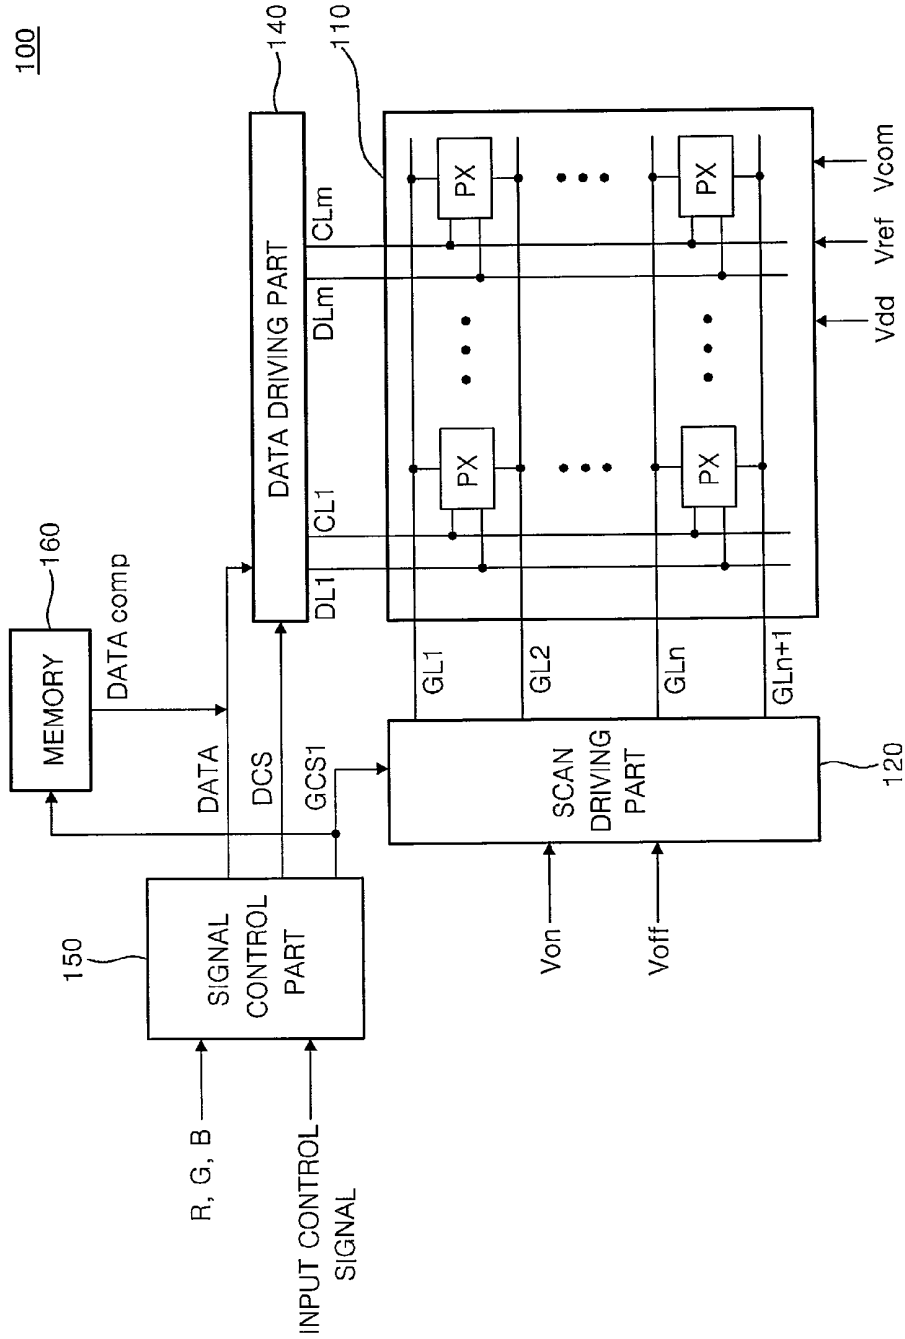 100
160
MEMORY
DATA comp
150
SIGNAL
CONTROL
PART
R, G, B
INPUT CONTROL
SIGNAL
DATA
DCS
GCS1
140
DATA DRIVING PART
DL1
CL1
DLm
CLm
110
SCAN
DRIVING
PART
120
Von
Voff
GL1
GL2
GLn
GLn+1
PX
PX
PX
PX
Vdd
Vref
Vcom